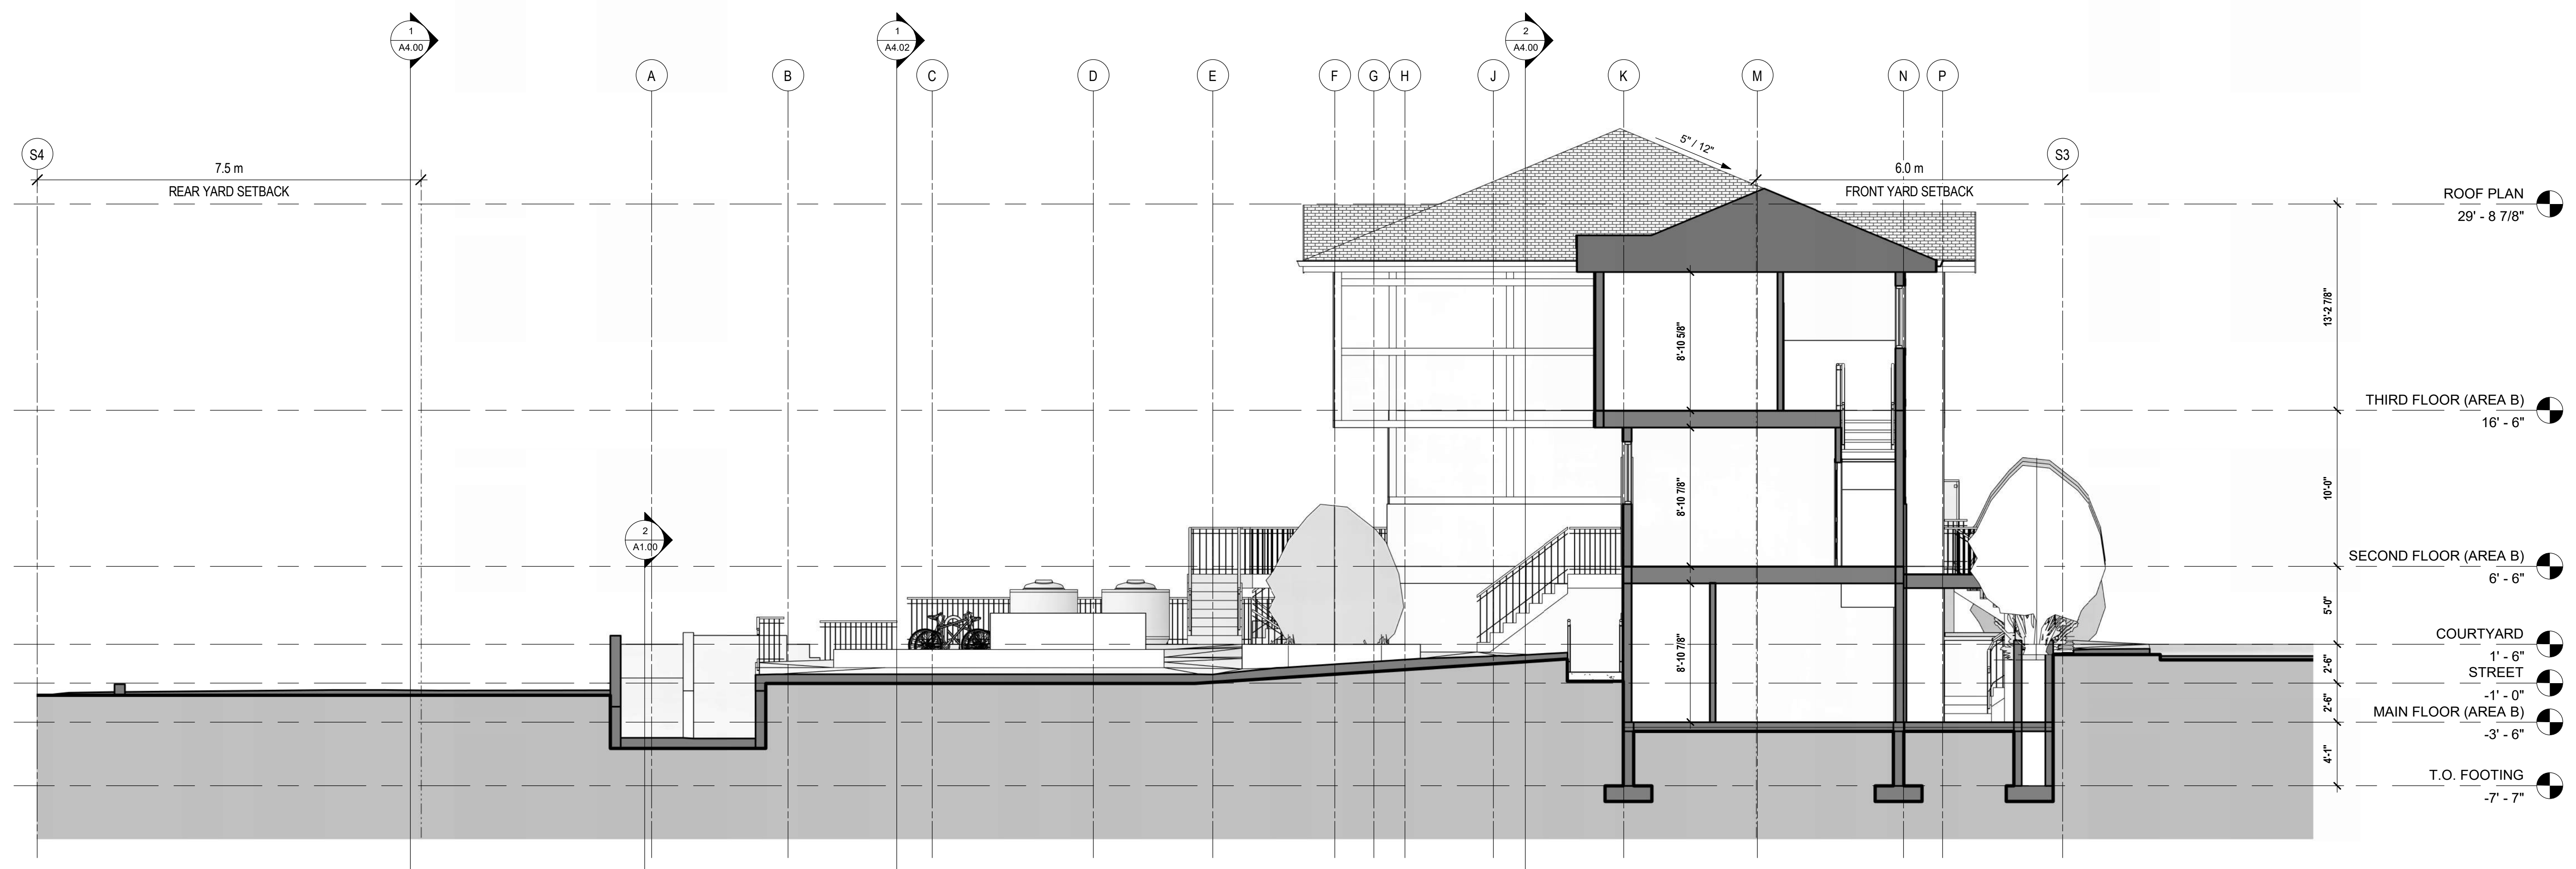 1
A4.00
1
A4.02
2
A4.00
A
B
C
D
E
F
G
H
J
K
M
N
P
S4
S3
7.5 m
REAR YARD SETBACK
5" / 12"
6.0 m
FRONT YARD SETBACK
ROOF PLAN
29' - 8 7/8"
13'-2 7/8"
8'-10 5/8"
THIRD FLOOR (AREA B)
16' - 6"
10'-0"
8'-10 7/8"
2
A1.00
SECOND FLOOR (AREA B)
6' - 6"
5'-0"
8'-10 7/8"
COURTYARD
1' - 6"
2'-6"
STREET
-1' - 0"
2'-6"
MAIN FLOOR (AREA B)
-3' - 6"
4'-1"
T.O. FOOTING
-7' - 7"